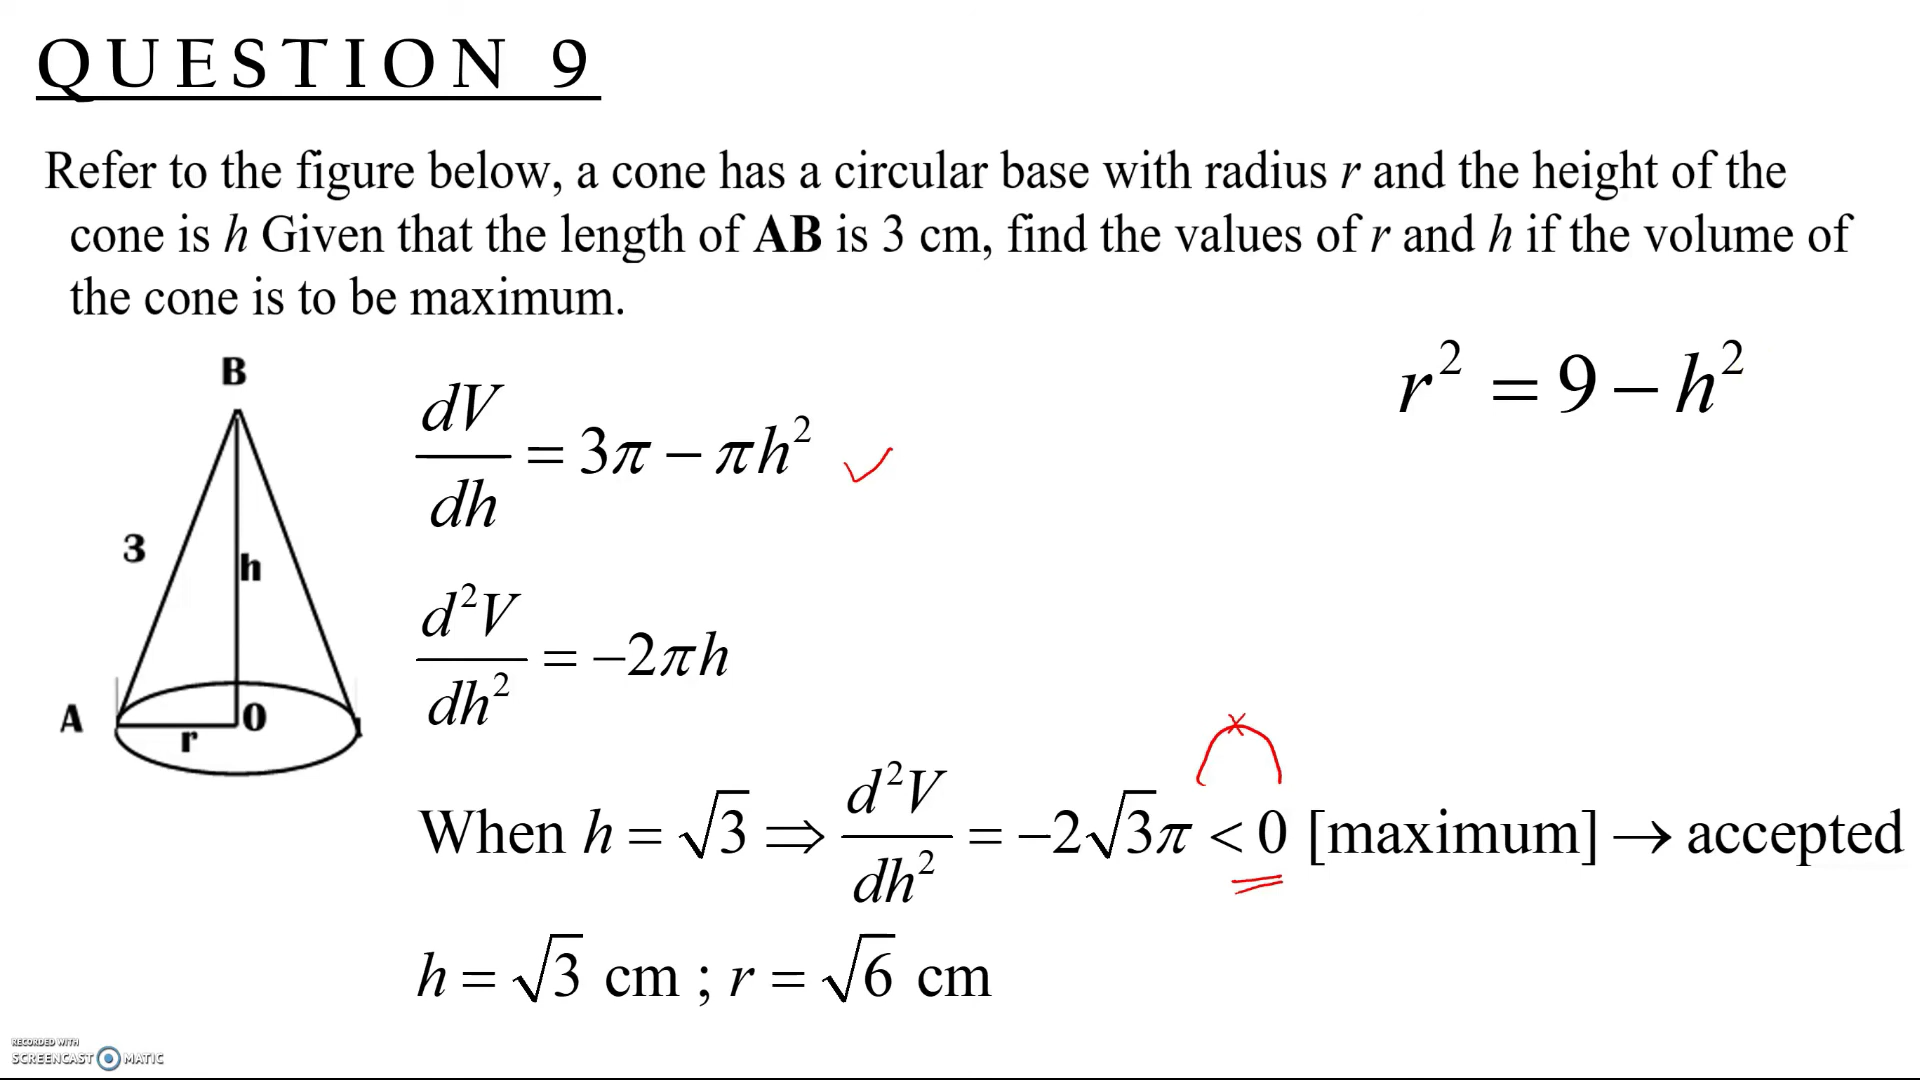 QUESTION 9
Refer to the figure below, a cone has a circular base with radius r and the height of the
cone is h Given that the length of AB is 3 cm, find the values of r and h if the volume of
the cone is to be maximum.
r² = 9 − h²
B
3
h
A
r
0
dV/dh = 3π − πh²
d²V/dh² = −2πh
When h = √3 ⇒ d²V/dh² = −2√3π < 0 [maximum] → accepted
h = √3 cm ; r = √6 cm
RECORDED WITH
SCREENCAST MATIC